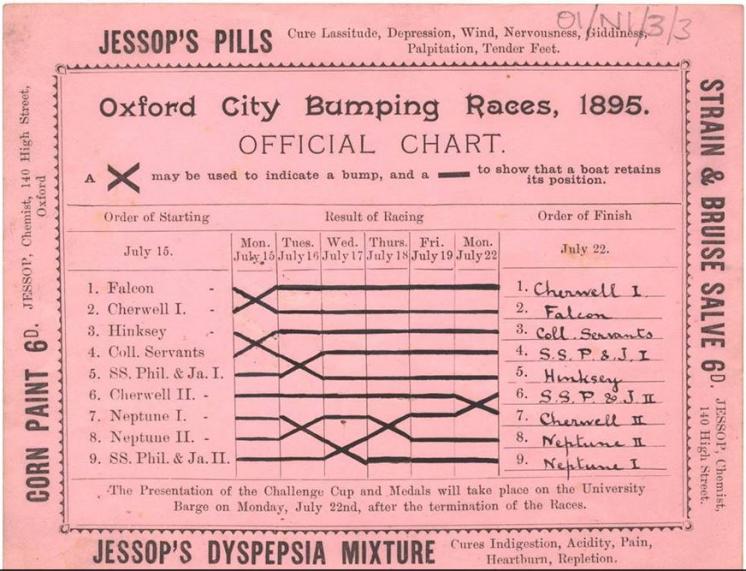 O1/N1/3/3
JESSOP'S PILLS Cure Lassitude, Depression, Wind, Nervousness, Giddiness,
Palpitation, Tender Feet.
Oxford City Bumping Races, 1895.
OFFICIAL CHART.
A X may be used to indicate a bump, and a — to show that a boat retains
its position.
Order of Starting Result of Racing Order of Finish
July 15. Mon. July 15 Tues. July 16 Wed. July 17 Thurs. July 18 Fri. July 19 Mon. July 22 July 22.
1. Falcon - 1. Cherwell I.
2. Cherwell I. - 2. Falcon
3. Hinksey - 3. Coll. Servants
4. Coll. Servants 4. S.S. P. & J. I
5. SS. Phil. & Ja. I. 5. Hinksey
6. Cherwell II. - 6. S.S. P. & J. II
7. Neptune I. - 7. Cherwell II
8. Neptune II. - 8. Neptune II
9. SS. Phil. & Ja. II. 9. Neptune I
The Presentation of the Challenge Cup and Medals will take place on the University
Barge on Monday, July 22nd, after the termination of the Races.
JESSOP'S DYSPEPSIA MIXTURE Cures Indigestion, Acidity, Pain,
Heartburn, Repletion.
CORN PAINT 6D. JESSOP, Chemist, 140 High Street,
Oxford
STRAIN & BRUISE SALVE 6D. JESSOP, Chemist,
140 High Street.